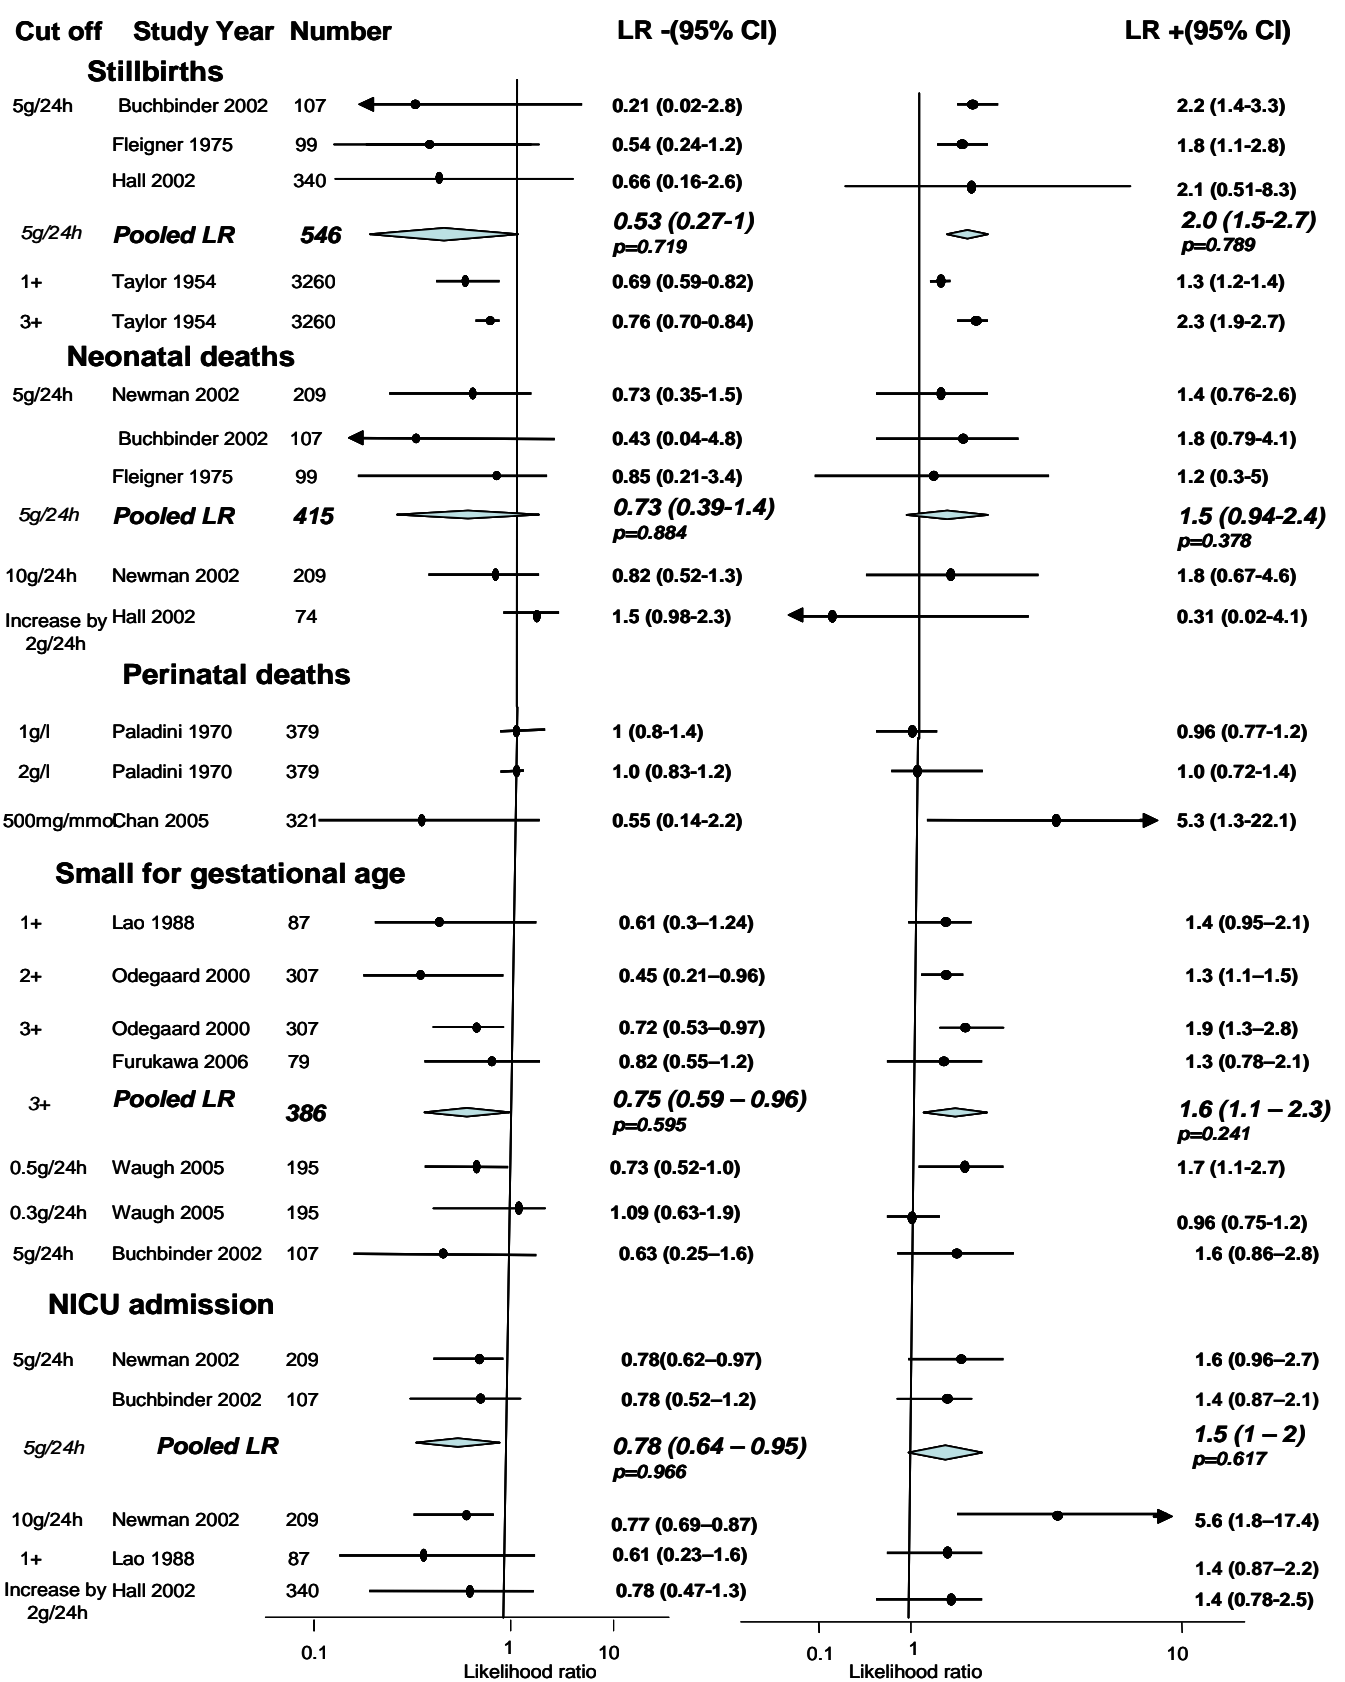 Cut off Study Year Number LR -(95% CI) LR +(95% CI)
Stillbirths
5g/24h Buchbinder 2002 107 0.21 (0.02-2.8) 2.2 (1.4-3.3)
Fleigner 1975 99 0.54 (0.24-1.2) 1.8 (1.1-2.8)
Hall 2002 340 0.66 (0.16-2.6) 2.1 (0.51-8.3)
5g/24h Pooled LR 546 0.53 (0.27-1) 2.0 (1.5-2.7)
p=0.719 p=0.789
1+ Taylor 1954 3260 0.69 (0.59-0.82) 1.3 (1.2-1.4)
3+ Taylor 1954 3260 0.76 (0.70-0.84) 2.3 (1.9-2.7)
Neonatal deaths
5g/24h Newman 2002 209 0.73 (0.35-1.5) 1.4 (0.76-2.6)
Buchbinder 2002 107 0.43 (0.04-4.8) 1.8 (0.79-4.1)
Fleigner 1975 99 0.85 (0.21-3.4) 1.2 (0.3-5)
5g/24h Pooled LR 415 0.73 (0.39-1.4) 1.5 (0.94-2.4)
p=0.884 p=0.378
10g/24h Newman 2002 209 0.82 (0.52-1.3) 1.8 (0.67-4.6)
Increase by Hall 2002 74 1.5 (0.98-2.3) 0.31 (0.02-4.1)
2g/24h
Perinatal deaths
1g/l Paladini 1970 379 1 (0.8-1.4) 0.96 (0.77-1.2)
2g/l Paladini 1970 379 1.0 (0.83-1.2) 1.0 (0.72-1.4)
500mg/mmo Chan 2005 321 0.55 (0.14-2.2) 5.3 (1.3-22.1)
Small for gestational age
1+ Lao 1988 87 0.61 (0.3–1.24) 1.4 (0.95–2.1)
2+ Odegaard 2000 307 0.45 (0.21–0.96) 1.3 (1.1–1.5)
3+ Odegaard 2000 307 0.72 (0.53–0.97) 1.9 (1.3–2.8)
Furukawa 2006 79 0.82 (0.55–1.2) 1.3 (0.78–2.1)
3+ Pooled LR 386 0.75 (0.59 – 0.96) 1.6 (1.1 – 2.3)
p=0.595 p=0.241
0.5g/24h Waugh 2005 195 0.73 (0.52-1.0) 1.7 (1.1-2.7)
0.3g/24h Waugh 2005 195 1.09 (0.63-1.9) 0.96 (0.75-1.2)
5g/24h Buchbinder 2002 107 0.63 (0.25–1.6) 1.6 (0.86–2.8)
NICU admission
5g/24h Newman 2002 209 0.78(0.62–0.97) 1.6 (0.96–2.7)
Buchbinder 2002 107 0.78 (0.52–1.2) 1.4 (0.87–2.1)
5g/24h Pooled LR 0.78 (0.64 – 0.95) 1.5 (1 – 2)
p=0.966 p=0.617
10g/24h Newman 2002 209 0.77 (0.69–0.87) 5.6 (1.8–17.4)
1+ Lao 1988 87 0.61 (0.23–1.6) 1.4 (0.87–2.2)
Increase by Hall 2002 340 0.78 (0.47-1.3) 1.4 (0.78-2.5)
2g/24h
0.1 1 10 0.1 1 10
Likelihood ratio Likelihood ratio